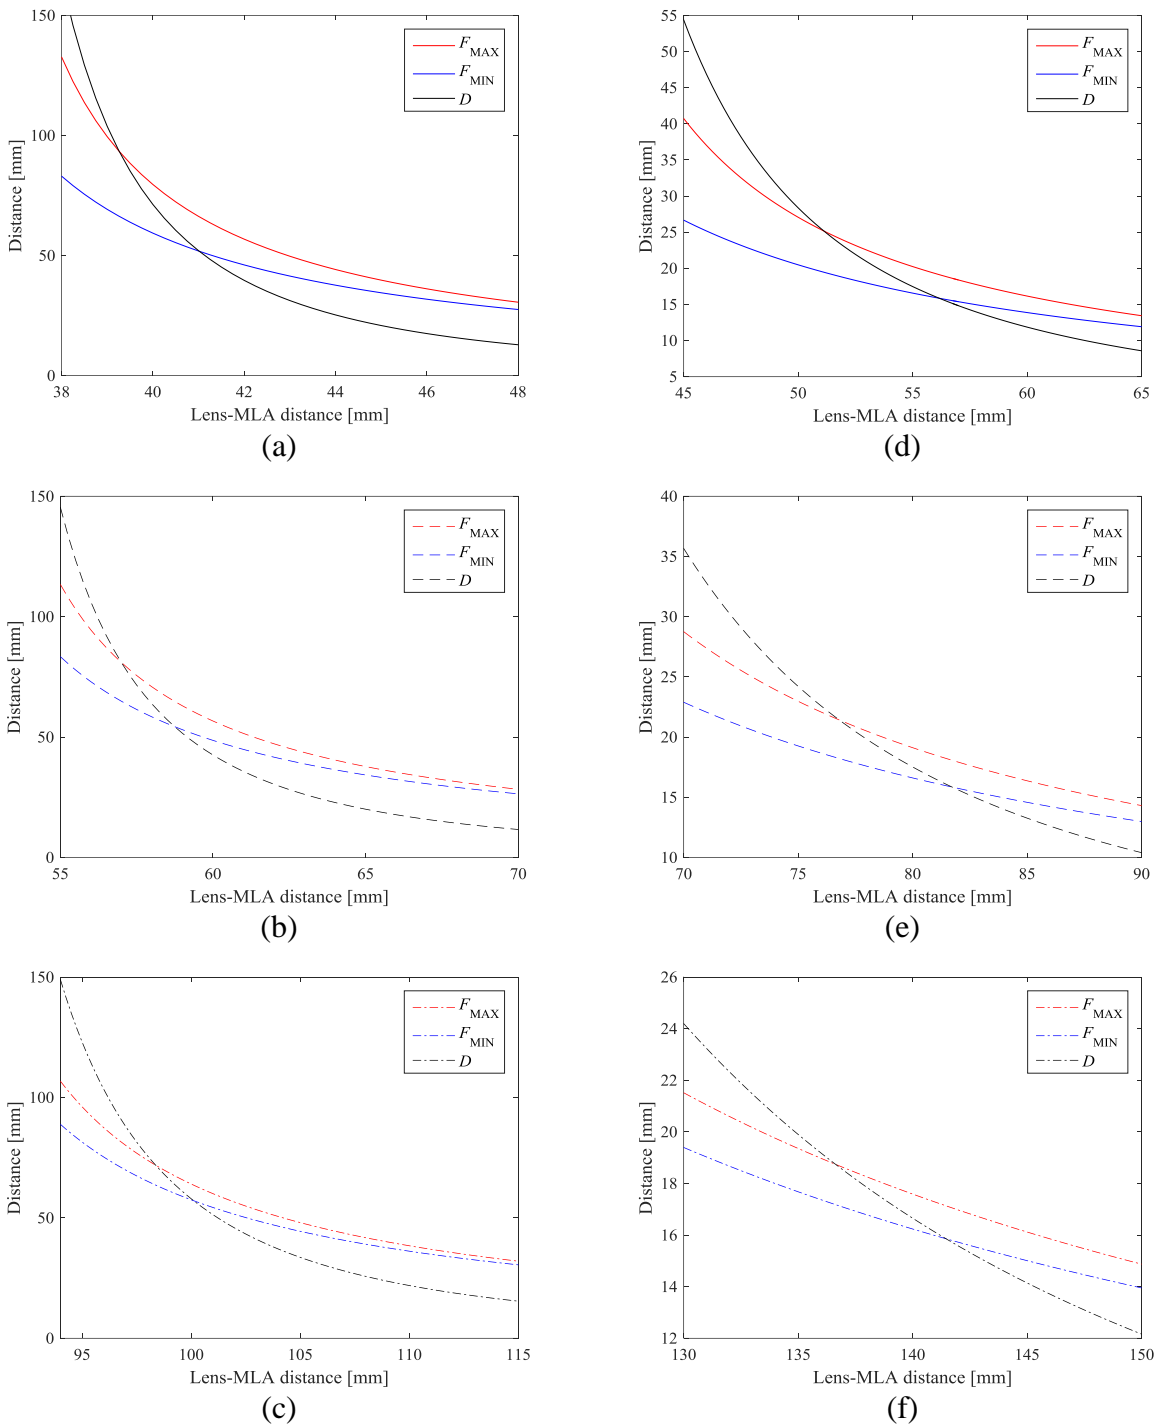 150
100
50
0
Distance [mm]
F MAX
F MIN
D
38 40 42 44 46 48
Lens-MLA distance [mm]
(a)
55
50
45
40
35
30
25
20
15
10
5
Distance [mm]
F MAX
F MIN
D
45 50 55 60 65
Lens-MLA distance [mm]
(d)
150
100
50
0
Distance [mm]
F MAX
F MIN
D
55 60 65 70
Lens-MLA distance [mm]
(b)
40
35
30
25
20
15
10
Distance [mm]
F MAX
F MIN
D
70 75 80 85 90
Lens-MLA distance [mm]
(e)
150
100
50
0
Distance [mm]
F MAX
F MIN
D
95 100 105 110 115
Lens-MLA distance [mm]
(c)
26
24
22
20
18
16
14
12
Distance [mm]
F MAX
F MIN
D
130 135 140 145 150
Lens-MLA distance [mm]
(f)